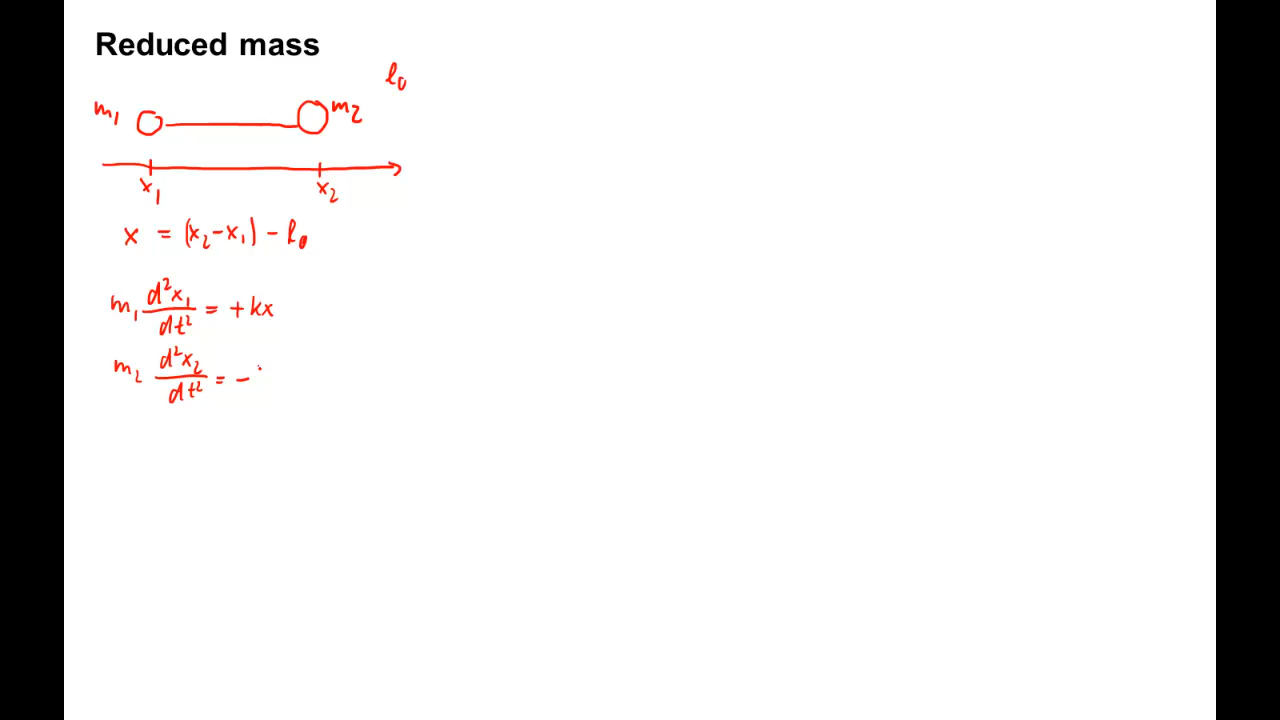 Reduced mass
l₀
m₁ m₂
x₁ x₂
x = (x₂-x₁) - l₀
m₁ d²x₁/dt² = +kx
m₂ d²x₂/dt² = -